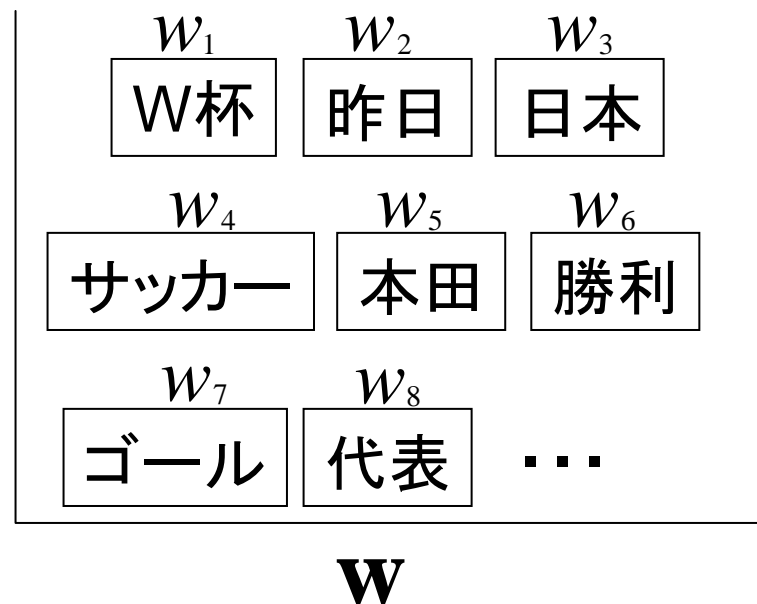 w₁ w₂ w₃
W杯 昨日 日本
w₄ w₅ w₆
サッカー 本田 勝利
w₇ w₈
ゴール 代表 ・・・
w